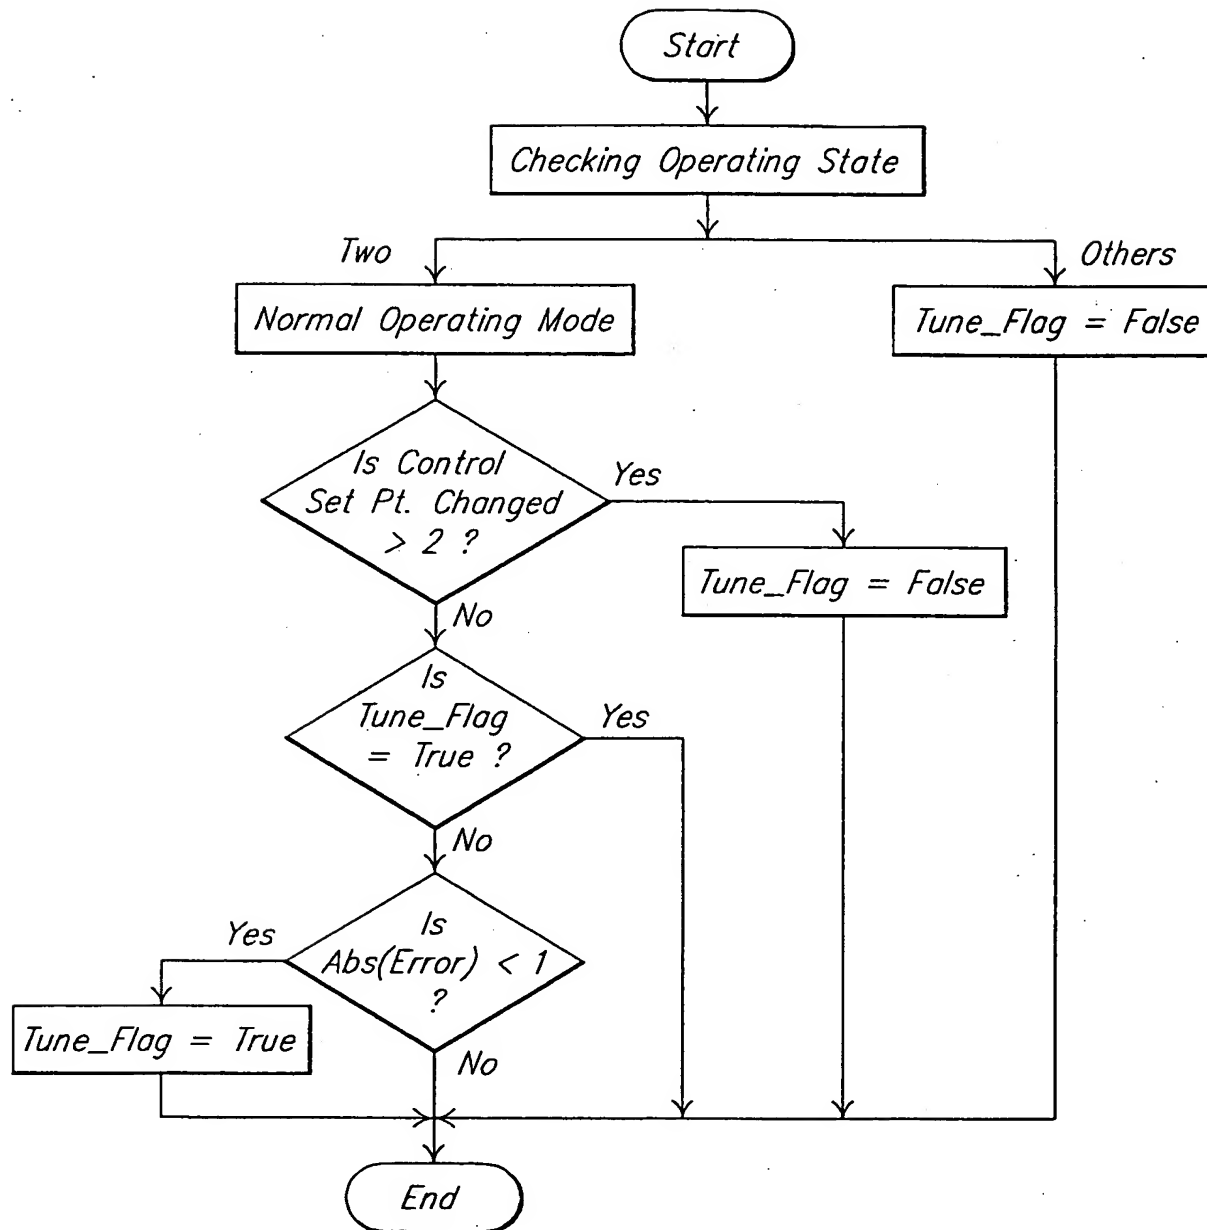 Start
Checking Operating State
Two
Others
Normal Operating Mode
Tune_Flag = False
Is Control
Set Pt. Changed
> 2 ?
Yes
Tune_Flag = False
No
Is
Tune_Flag
= True ?
Yes
No
Is
Abs(Error) < 1
?
Yes
Tune_Flag = True
No
End